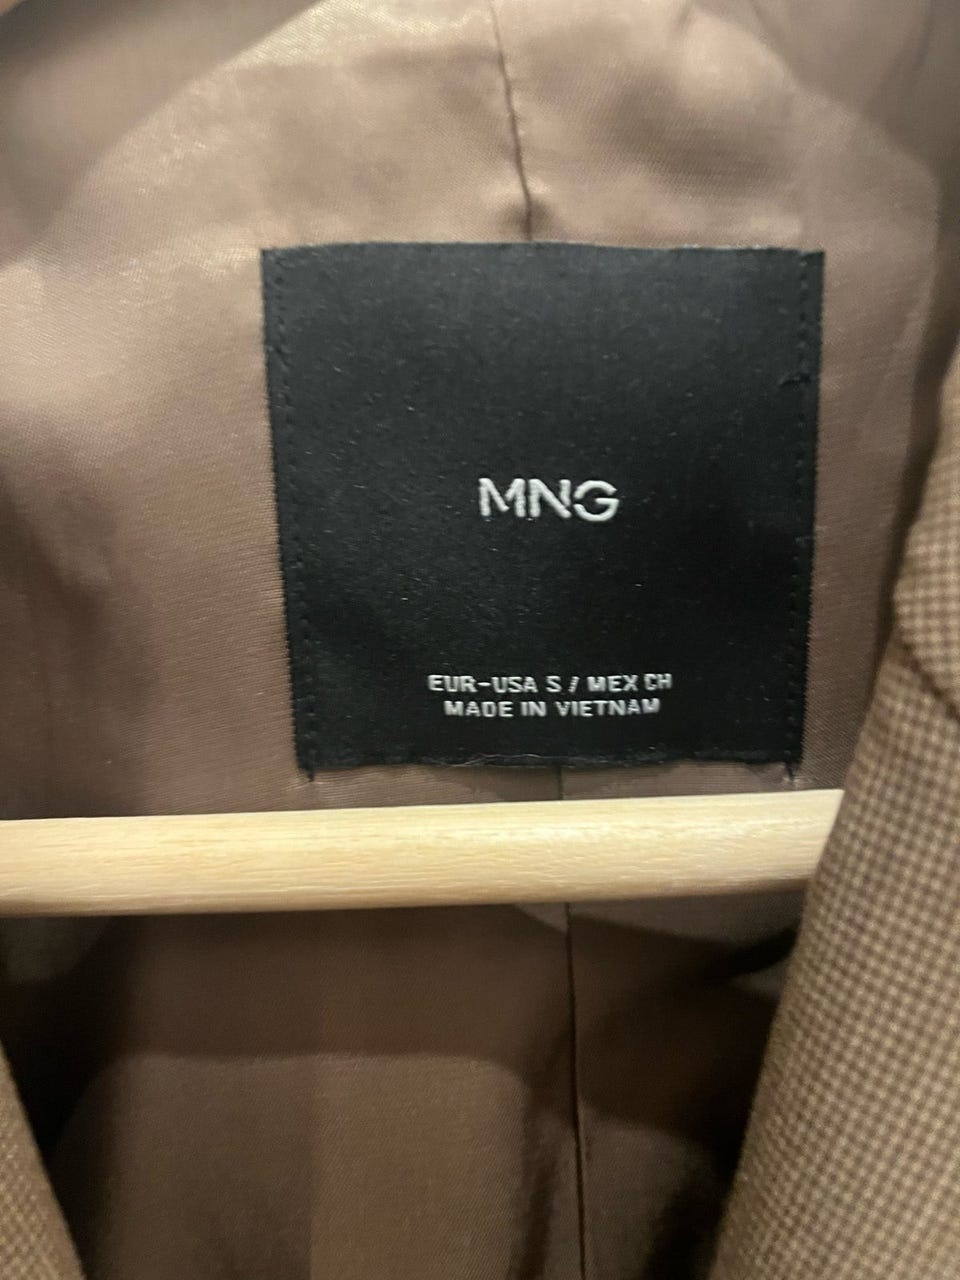 MNG
EUR-USA S / MEX CH
MADE IN VIETNAM